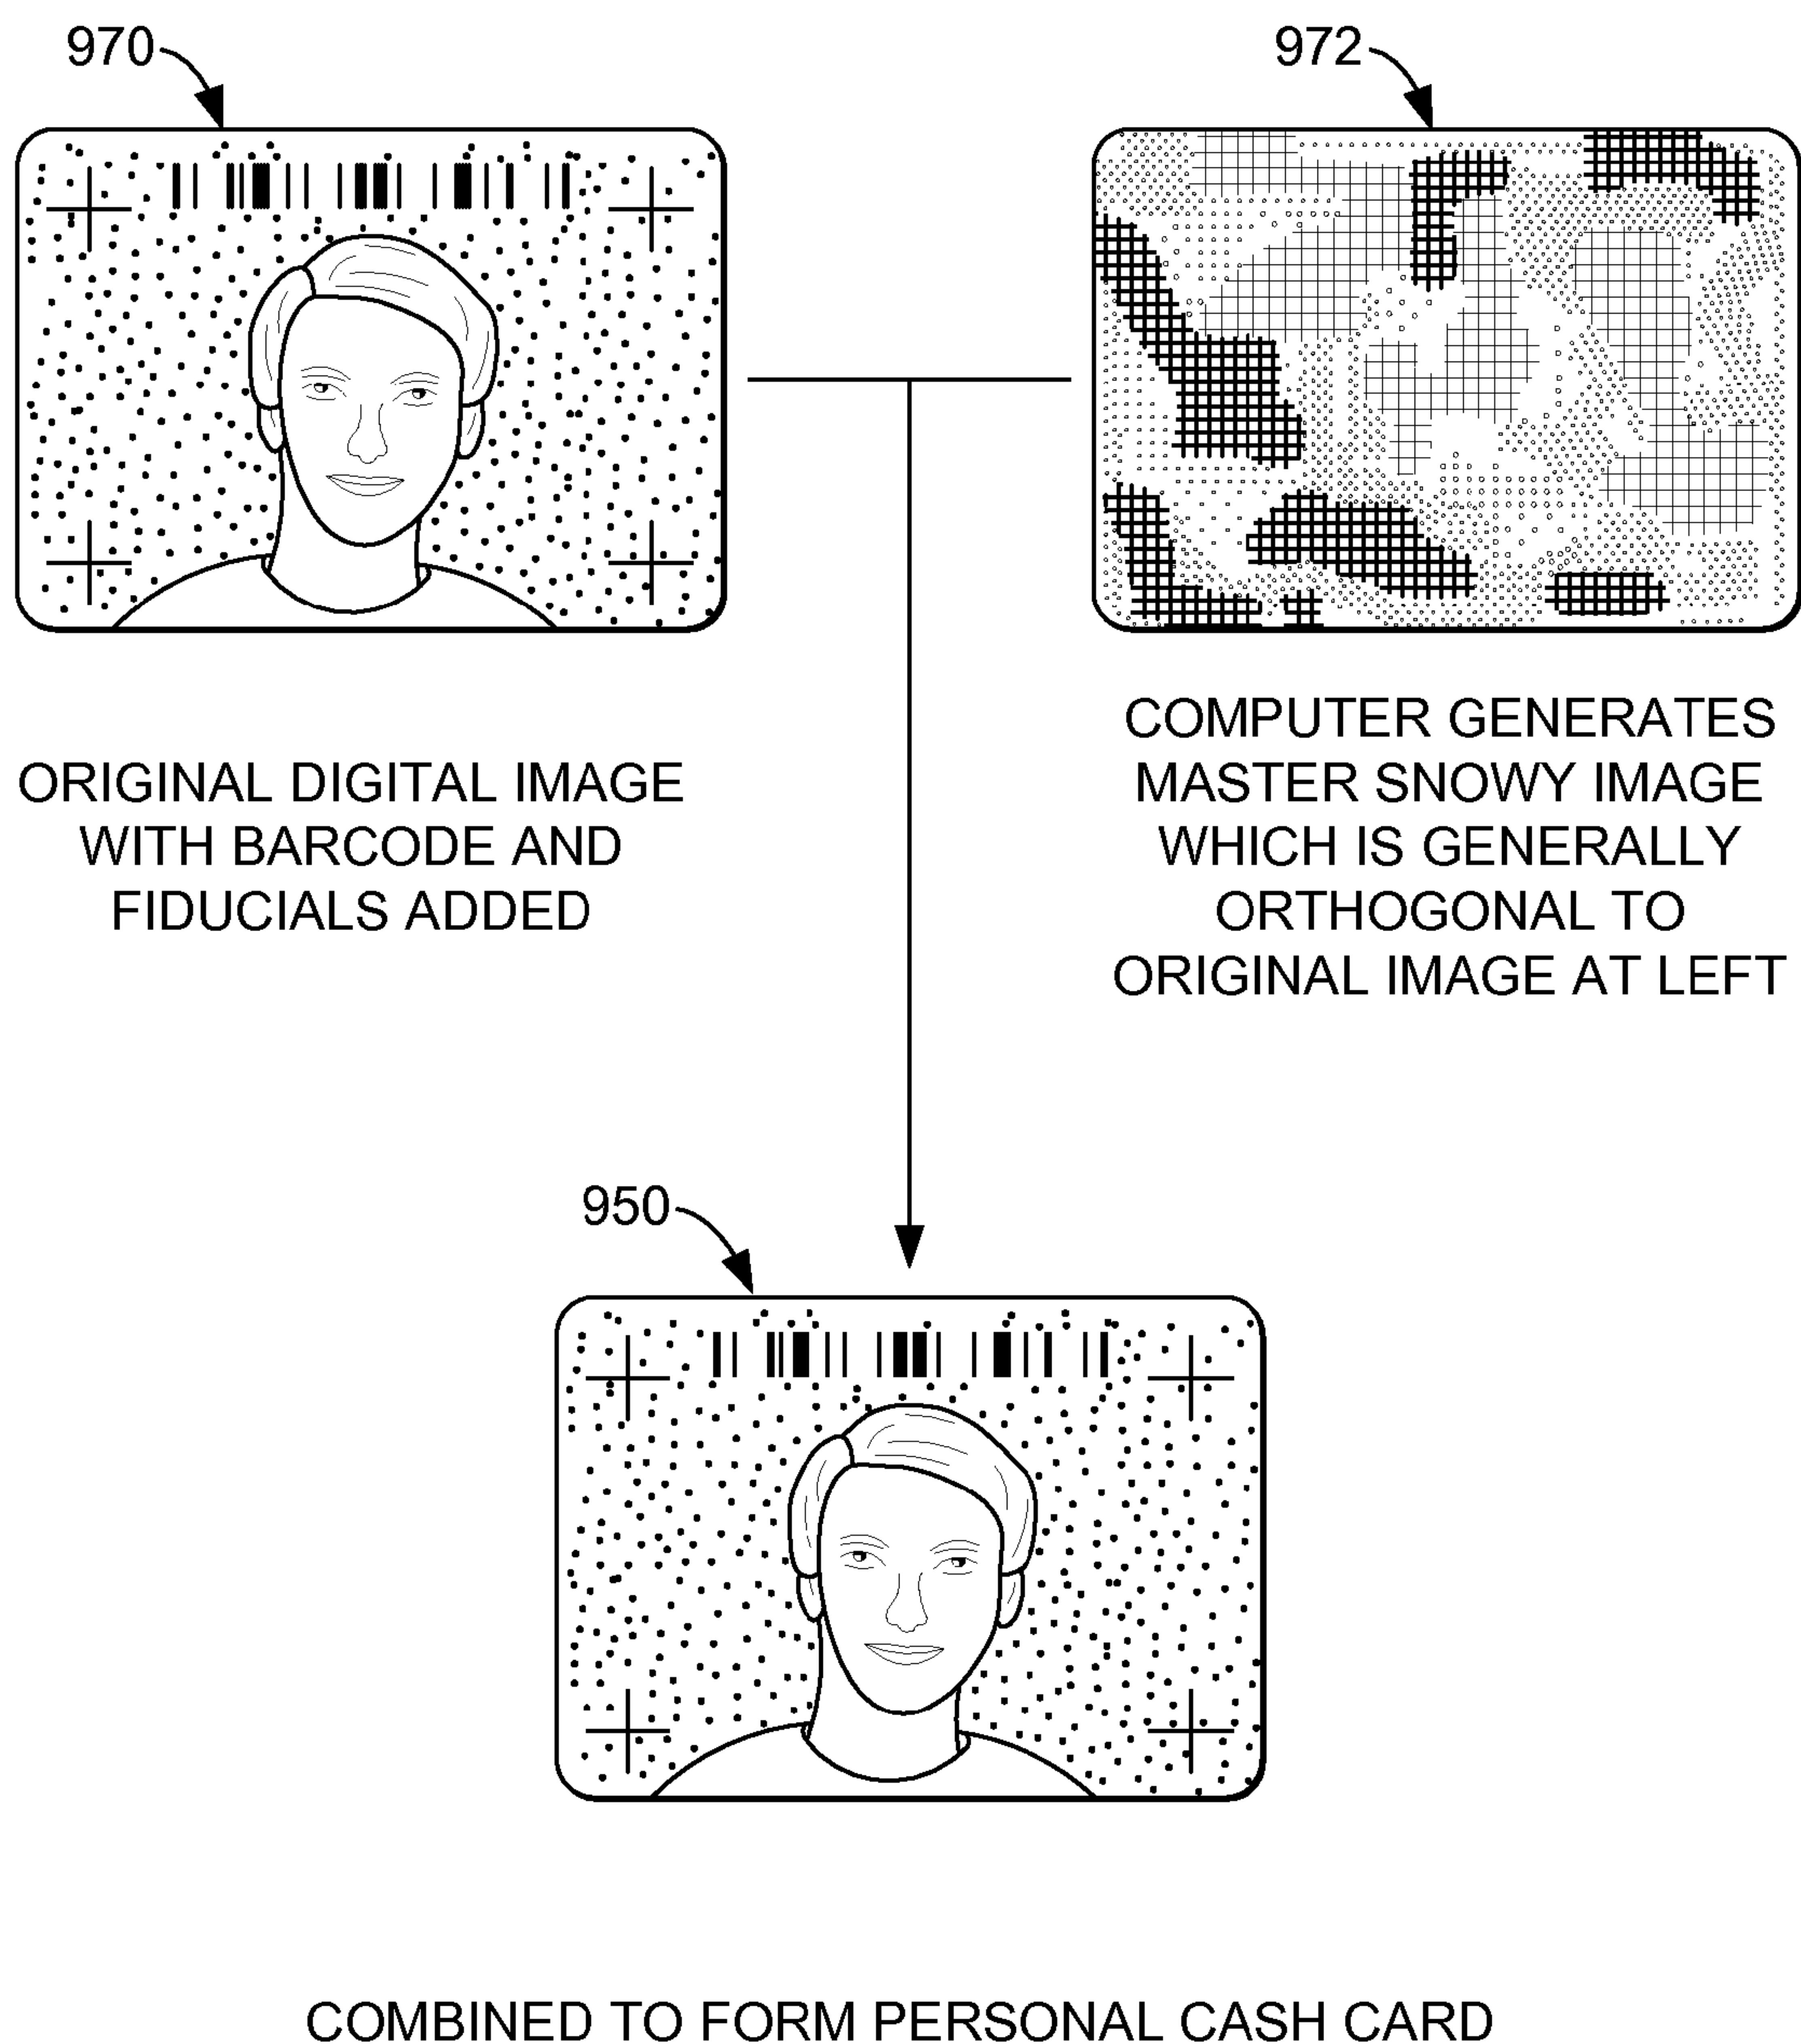 970
972
ORIGINAL DIGITAL IMAGE
WITH BARCODE AND
FIDUCIALS ADDED
COMPUTER GENERATES
MASTER SNOWY IMAGE
WHICH IS GENERALLY
ORTHOGONAL TO
ORIGINAL IMAGE AT LEFT
950
COMBINED TO FORM PERSONAL CASH CARD